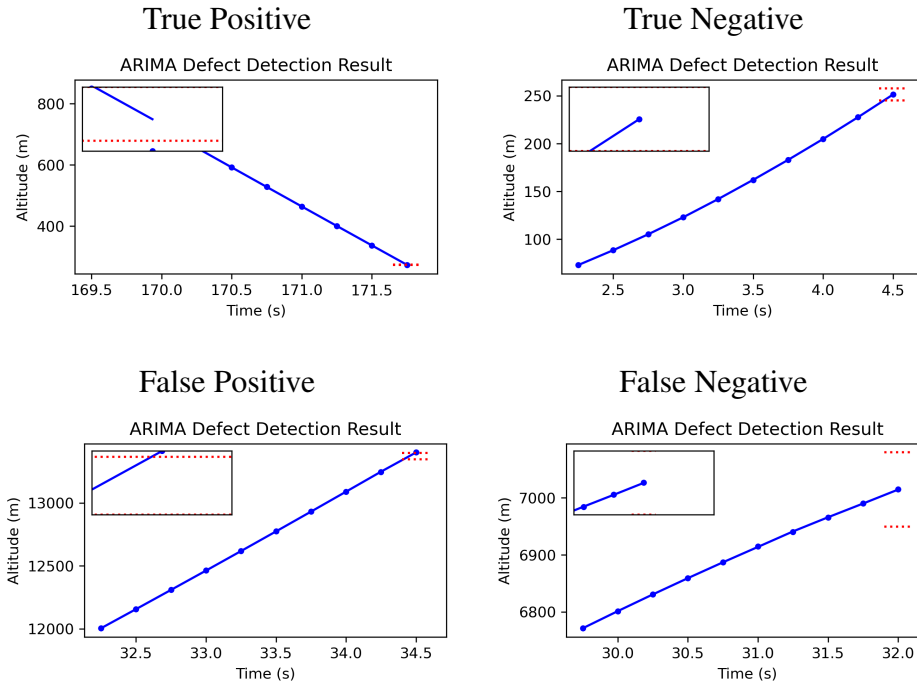 True Positive
ARIMA Defect Detection Result
Altitude (m)
800
600
400
169.5 170.0 170.5 171.0 171.5
Time (s)
True Negative
ARIMA Defect Detection Result
Altitude (m)
250
200
150
100
2.5 3.0 3.5 4.0 4.5
Time (s)
False Positive
ARIMA Defect Detection Result
Altitude (m)
13000
12500
12000
32.5 33.0 33.5 34.0 34.5
Time (s)
False Negative
ARIMA Defect Detection Result
Altitude (m)
7000
6900
6800
30.0 30.5 31.0 31.5 32.0
Time (s)